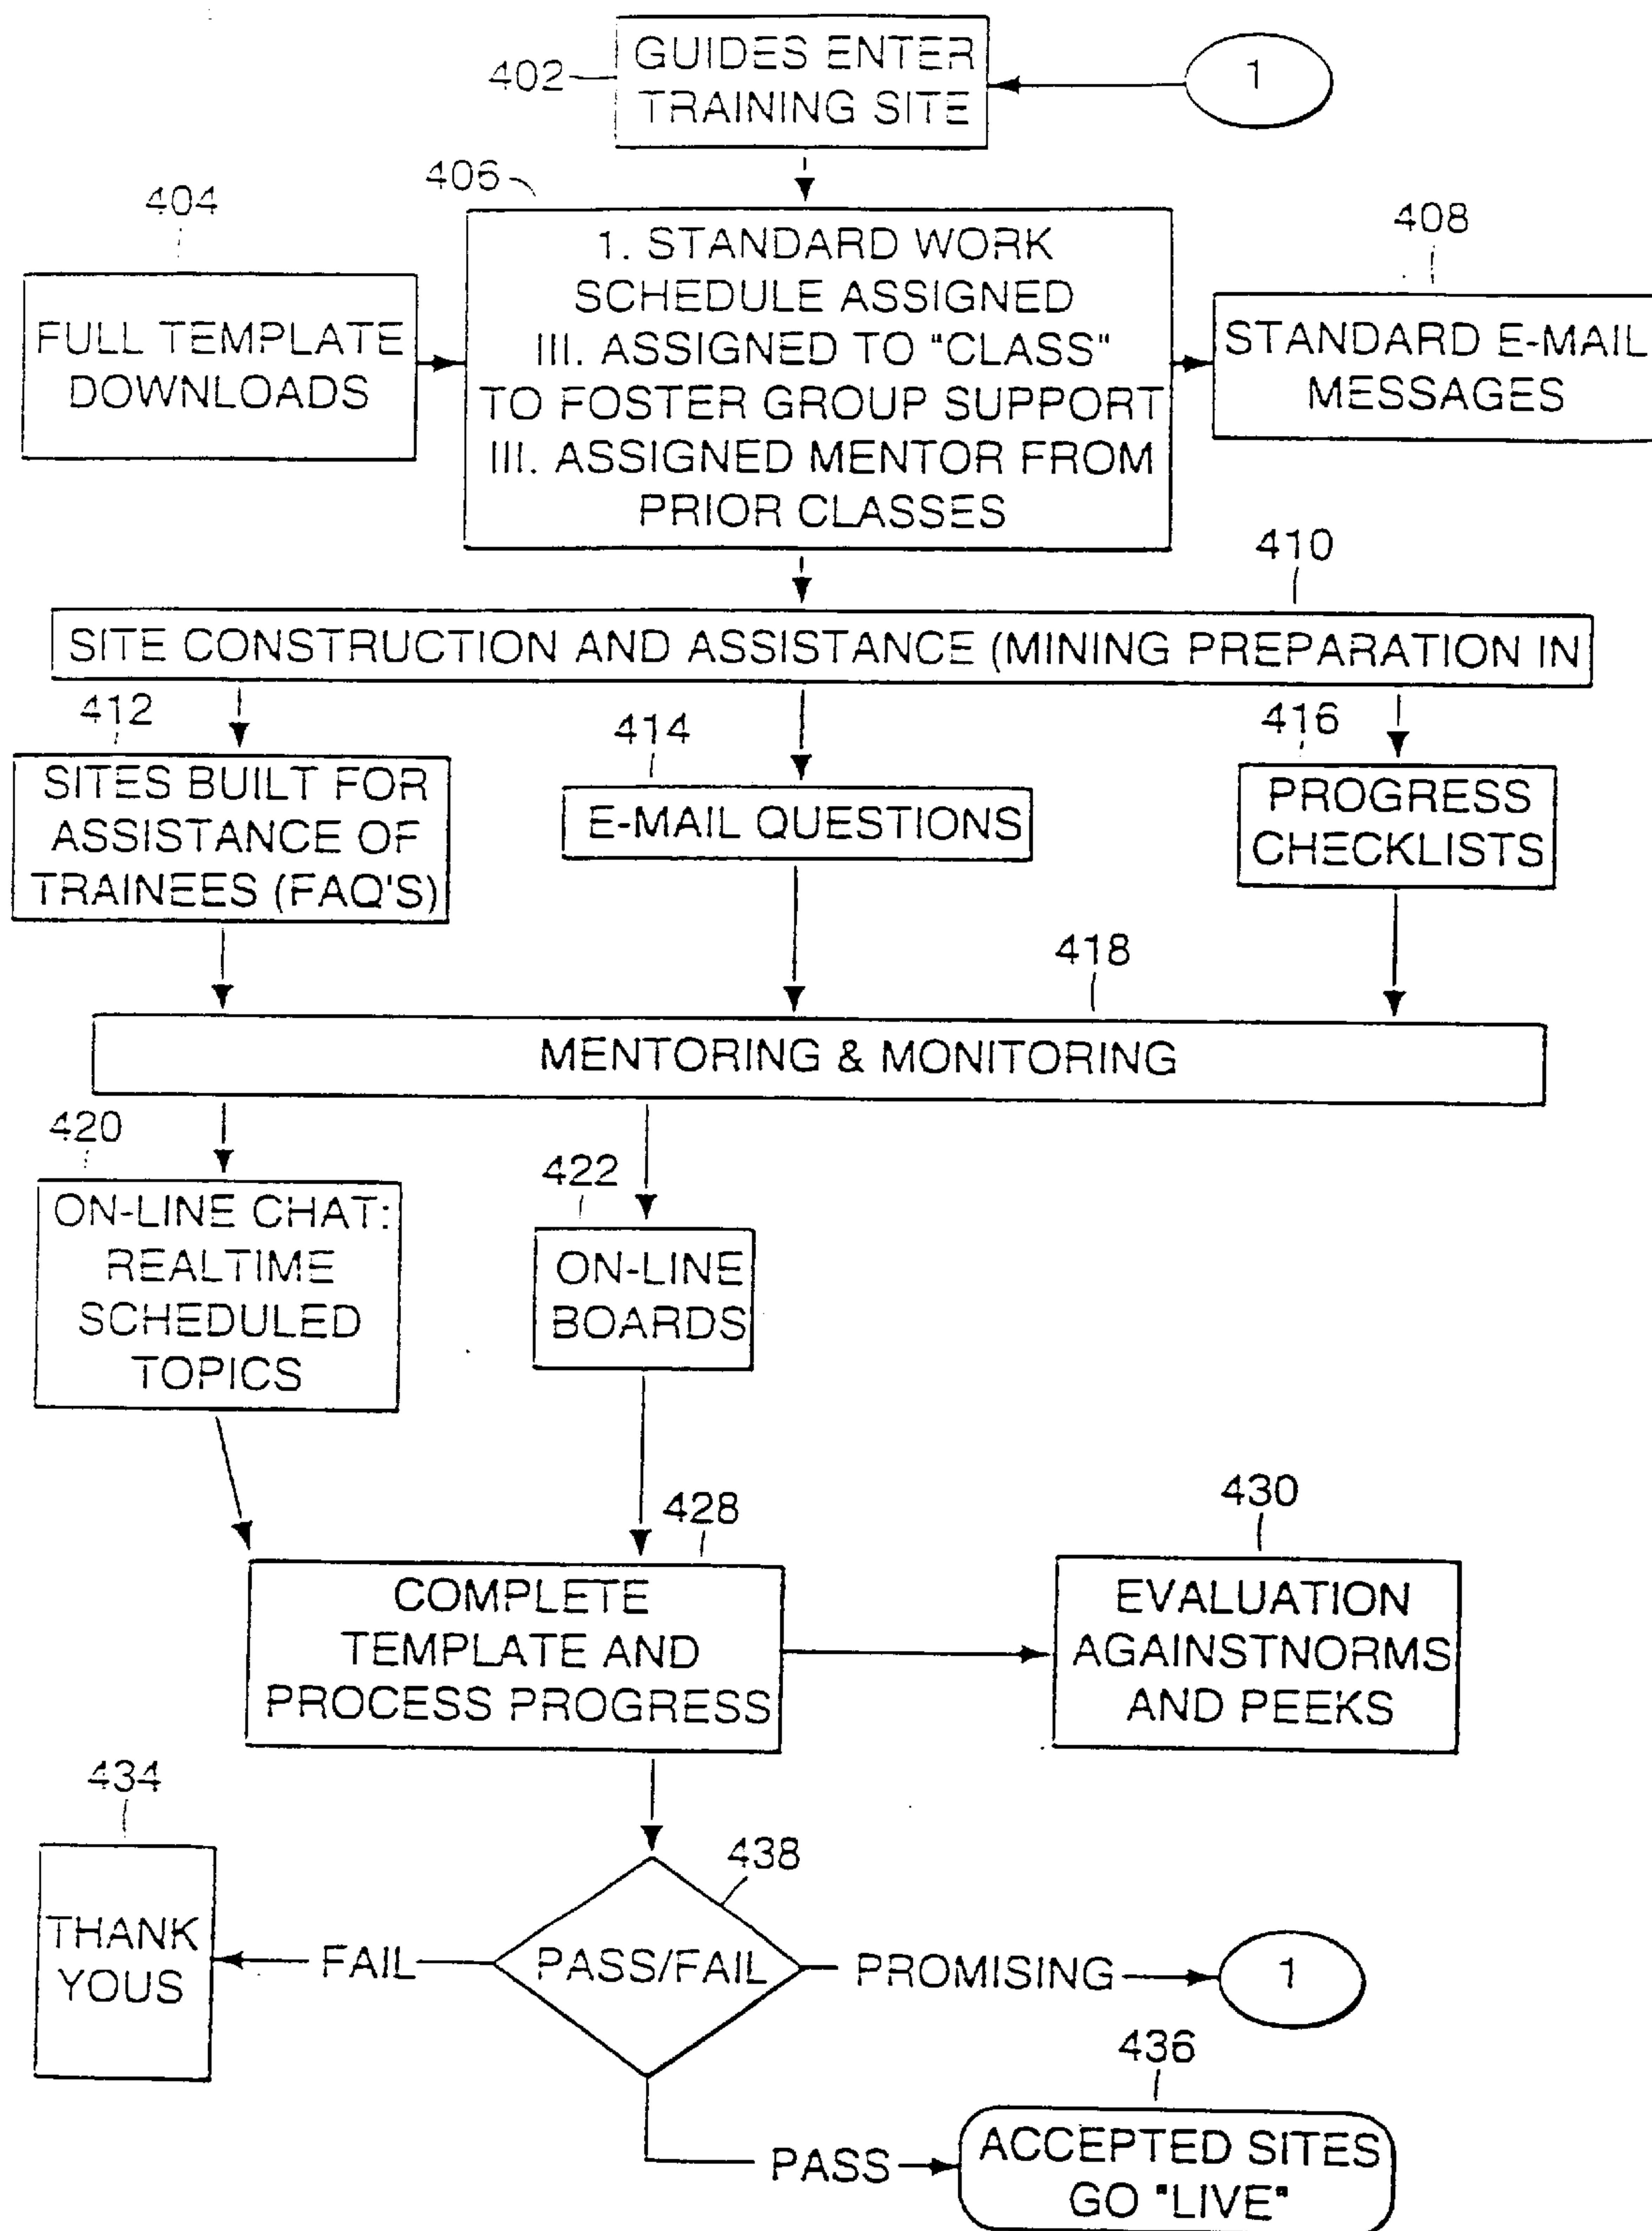 402
GUIDES ENTER
TRAINING SITE
1
404
406
408
FULL TEMPLATE
DOWNLOADS
1. STANDARD WORK
SCHEDULE ASSIGNED
III. ASSIGNED TO "CLASS"
TO FOSTER GROUP SUPPORT
III. ASSIGNED MENTOR FROM
PRIOR CLASSES
STANDARD E-MAIL
MESSAGES
410
SITE CONSTRUCTION AND ASSISTANCE (MINING PREPARATION IN
412
414
416
SITES BUILT FOR
ASSISTANCE OF
TRAINEES (FAQ'S)
E-MAIL QUESTIONS
PROGRESS
CHECKLISTS
418
MENTORING & MONITORING
420
422
ON-LINE CHAT:
REALTIME
SCHEDULED
TOPICS
ON-LINE
BOARDS
428
430
COMPLETE
TEMPLATE AND
PROCESS PROGRESS
EVALUATION
AGAINSTNORMS
AND PEEKS
434
438
THANK
YOUS
FAIL
PASS/FAIL
PROMISING
1
436
PASS
ACCEPTED SITES
GO "LIVE"